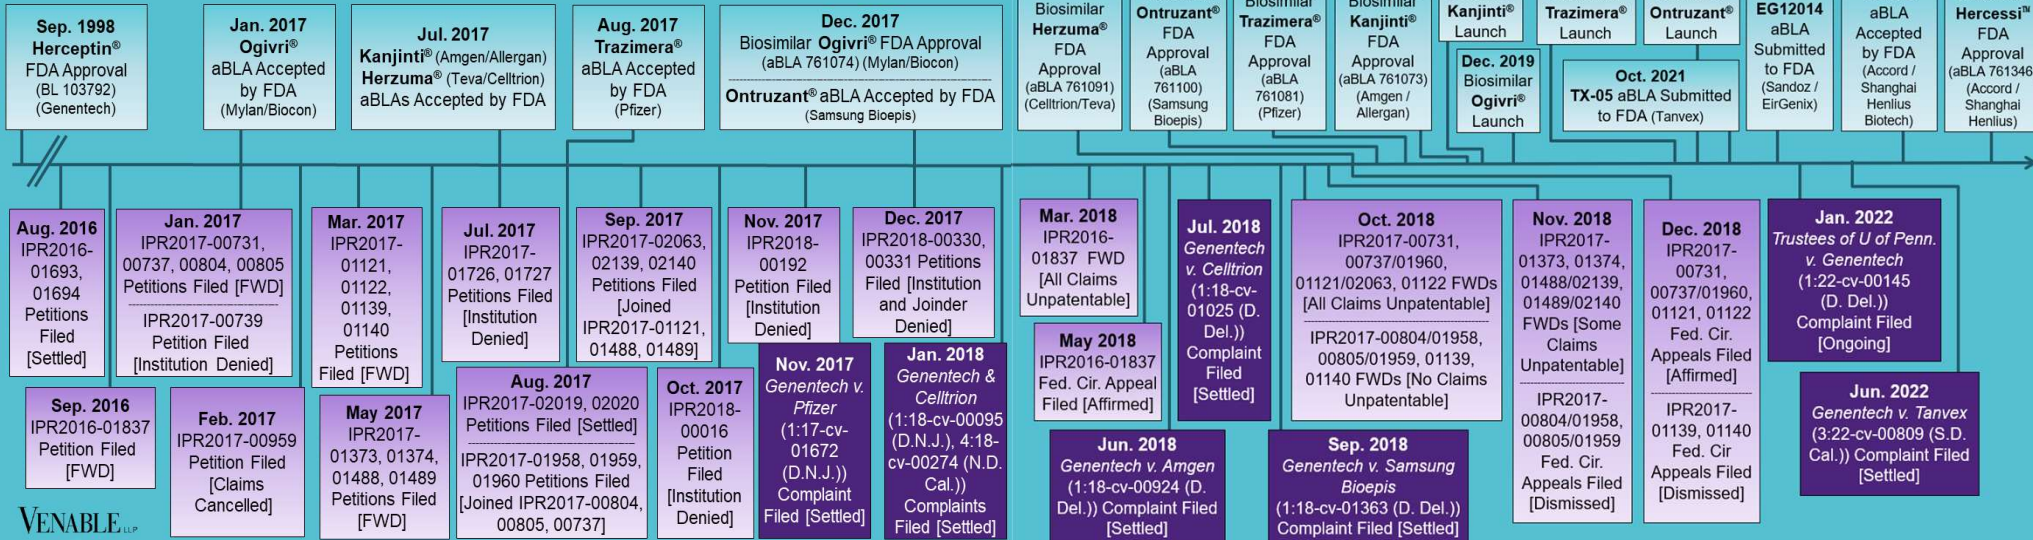 Sep. 1998
Herceptin®
FDA Approval
(BL 103792)
(Genentech)
Jan. 2017
Ogivri®
aBLA Accepted
by FDA
(Mylan/Biocon)
Jul. 2017
Kanjinti® (Amgen/Allergan)
Herzuma® (Teva/Celltrion)
aBLAs Accepted by FDA
Aug. 2017
Trazimera®
aBLA Accepted
by FDA
(Pfizer)
Dec. 2017
Biosimilar Ogivri® FDA Approval
(aBLA 761074) (Mylan/Biocon)
Ontruzant® aBLA Accepted by FDA
(Samsung Bioepis)
Biosimilar
Herzuma®
FDA
Approval
(aBLA 761091)
(Celltrion/Teva)
Ontruzant®
FDA
Approval
(aBLA
761100)
(Samsung
Bioepis)
Biosimilar
Trazimera®
FDA
Approval
(aBLA
761081)
(Pfizer)
Biosimilar
Kanjinti®
FDA
Approval
(aBLA 761073)
(Amgen /
Allergan)
Kanjinti®
Launch
Dec. 2019
Biosimilar
Ogivri®
Launch
Trazimera®
Launch
Ontruzant®
Launch
Oct. 2021
TX-05 aBLA Submitted
to FDA (Tanvex)
EG12014
aBLA
Submitted
to FDA
(Sandoz /
EirGenix)
aBLA
Accepted
by FDA
(Accord /
Shanghai
Henlius
Biotech)
Hercessi™
FDA
Approval
(aBLA 761346
(Accord /
Shanghai
Henlius)
Aug. 2016
IPR2016-
01693,
01694
Petitions
Filed
[Settled]
Sep. 2016
IPR2016-01837
Petition Filed
[FWD]
Jan. 2017
IPR2017-00731,
00737, 00804, 00805
Petitions Filed [FWD]
IPR2017-00739
Petition Filed
[Institution Denied]
Feb. 2017
IPR2017-00959
Petition Filed
[Claims
Cancelled]
Mar. 2017
IPR2017-
01121,
01122,
01139,
01140
Petitions
Filed [FWD]
May 2017
IPR2017-
01373, 01374,
01488, 01489
Petitions Filed
[FWD]
Jul. 2017
IPR2017-
01726, 01727
Petitions Filed
[Institution
Denied]
Aug. 2017
IPR2017-02019, 02020
Petitions Filed [Settled]
IPR2017-01958, 01959,
01960 Petitions Filed
[Joined IPR2017-00804,
00805, 00737]
Sep. 2017
IPR2017-02063,
02139, 02140
Petitions Filed
[Joined
IPR2017-01121,
01488, 01489]
Oct. 2017
IPR2018-
00016
Petition
Filed
[Institution
Denied]
Nov. 2017
IPR2018-
00192
Petition Filed
[Institution
Denied]
Nov. 2017
Genentech v.
Pfizer
(1:17-cv-
01672
(D.N.J.))
Complaint
Filed [Settled]
Dec. 2017
IPR2018-00330,
00331 Petitions
Filed [Institution
and Joinder
Denied]
Jan. 2018
Genentech &
Celltrion
(1:18-cv-00095
(D.N.J.), 4:18-
cv-00274 (N.D.
Cal.))
Complaints
Filed [Settled]
Mar. 2018
IPR2016-
01837 FWD
[All Claims
Unpatentable]
May 2018
IPR2016-01837
Fed. Cir. Appeal
Filed [Affirmed]
Jun. 2018
Genentech v. Amgen
(1:18-cv-00924 (D.
Del.)) Complaint Filed
[Settled]
Jul. 2018
Genentech
v. Celltrion
(1:18-cv-
01025 (D.
Del.))
Complaint
Filed
[Settled]
Sep. 2018
Genentech v. Samsung
Bioepis
(1:18-cv-01363 (D. Del.))
Complaint Filed [Settled]
Oct. 2018
IPR2017-00731,
00737/01960,
01121/02063, 01122 FWDs
[All Claims Unpatentable]
IPR2017-00804/01958,
00805/01959, 01139,
01140 FWDs [No Claims
Unpatentable]
Nov. 2018
IPR2017-
01373, 01374,
01488/02139,
01489/02140
FWDs [Some
Claims
Unpatentable]
IPR2017-
00804/01958,
00805/01959
Fed. Cir.
Appeals Filed
[Dismissed]
Dec. 2018
IPR2017-
00731,
00737/01960,
01121, 01122
Fed. Cir.
Appeals Filed
[Affirmed]
IPR2017-
01139, 01140
Fed. Cir
Appeals Filed
[Dismissed]
Jan. 2022
Trustees of U of Penn.
v. Genentech
(1:22-cv-00145
(D. Del.))
Complaint Filed
[Ongoing]
Jun. 2022
Genentech v. Tanvex
(3:22-cv-00809 (S.D.
Cal.)) Complaint Filed
[Settled]
VENABLE LLP